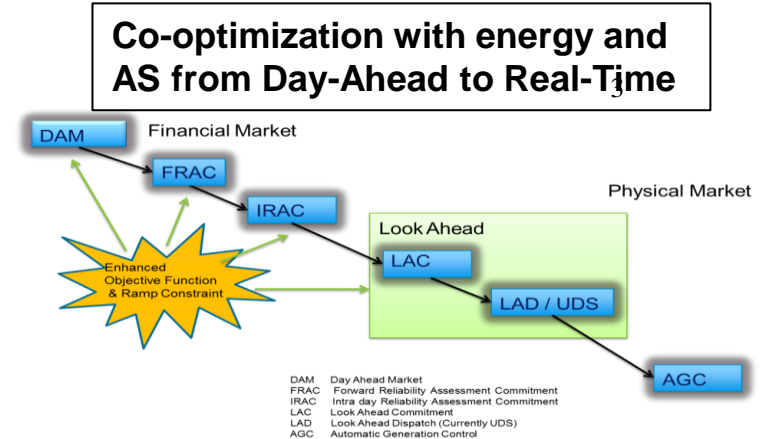 Co-optimization with energy and
AS from Day-Ahead to Real-Time
3
Financial Market
DAM
FRAC
Physical Market
IRAC
Look Ahead
LAC
Enhanced
Objective Function
& Ramp Constraint
LAD / UDS
AGC
DAM Day Ahead Market
FRAC Forward Reliability Assessment Commitment
IRAC Intra day Reliability Assessment Commitment
LAC Look Ahead Commitment
LAD Look Ahead Dispatch (Currently UDS)
AGC Automatic Generation Control